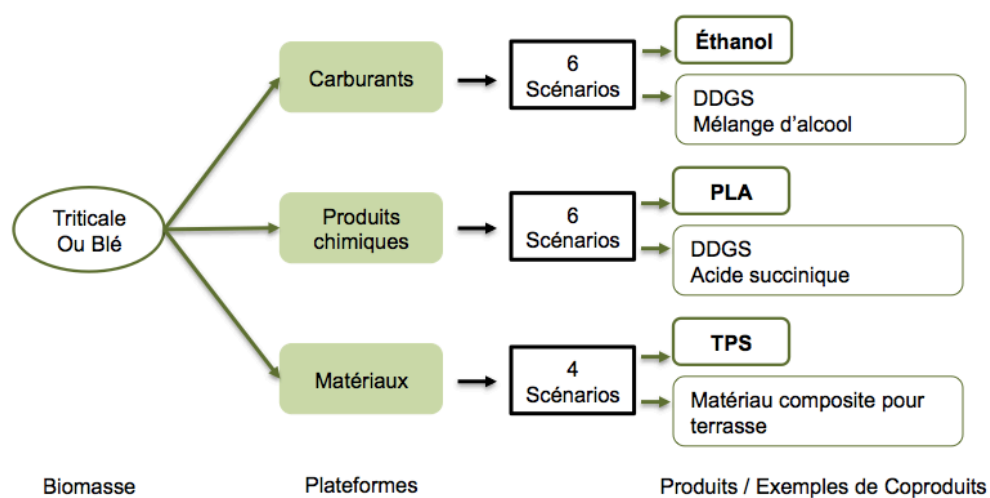 Triticale
Ou Blé
Carburants
6
Scénarios
Éthanol
DDGS
Mélange d'alcool
Produits
chimiques
6
Scénarios
PLA
DDGS
Acide succinique
Matériaux
4
Scénarios
TPS
Matériau composite pour
terrasse
Biomasse
Plateformes
Produits / Exemples de Coproduits